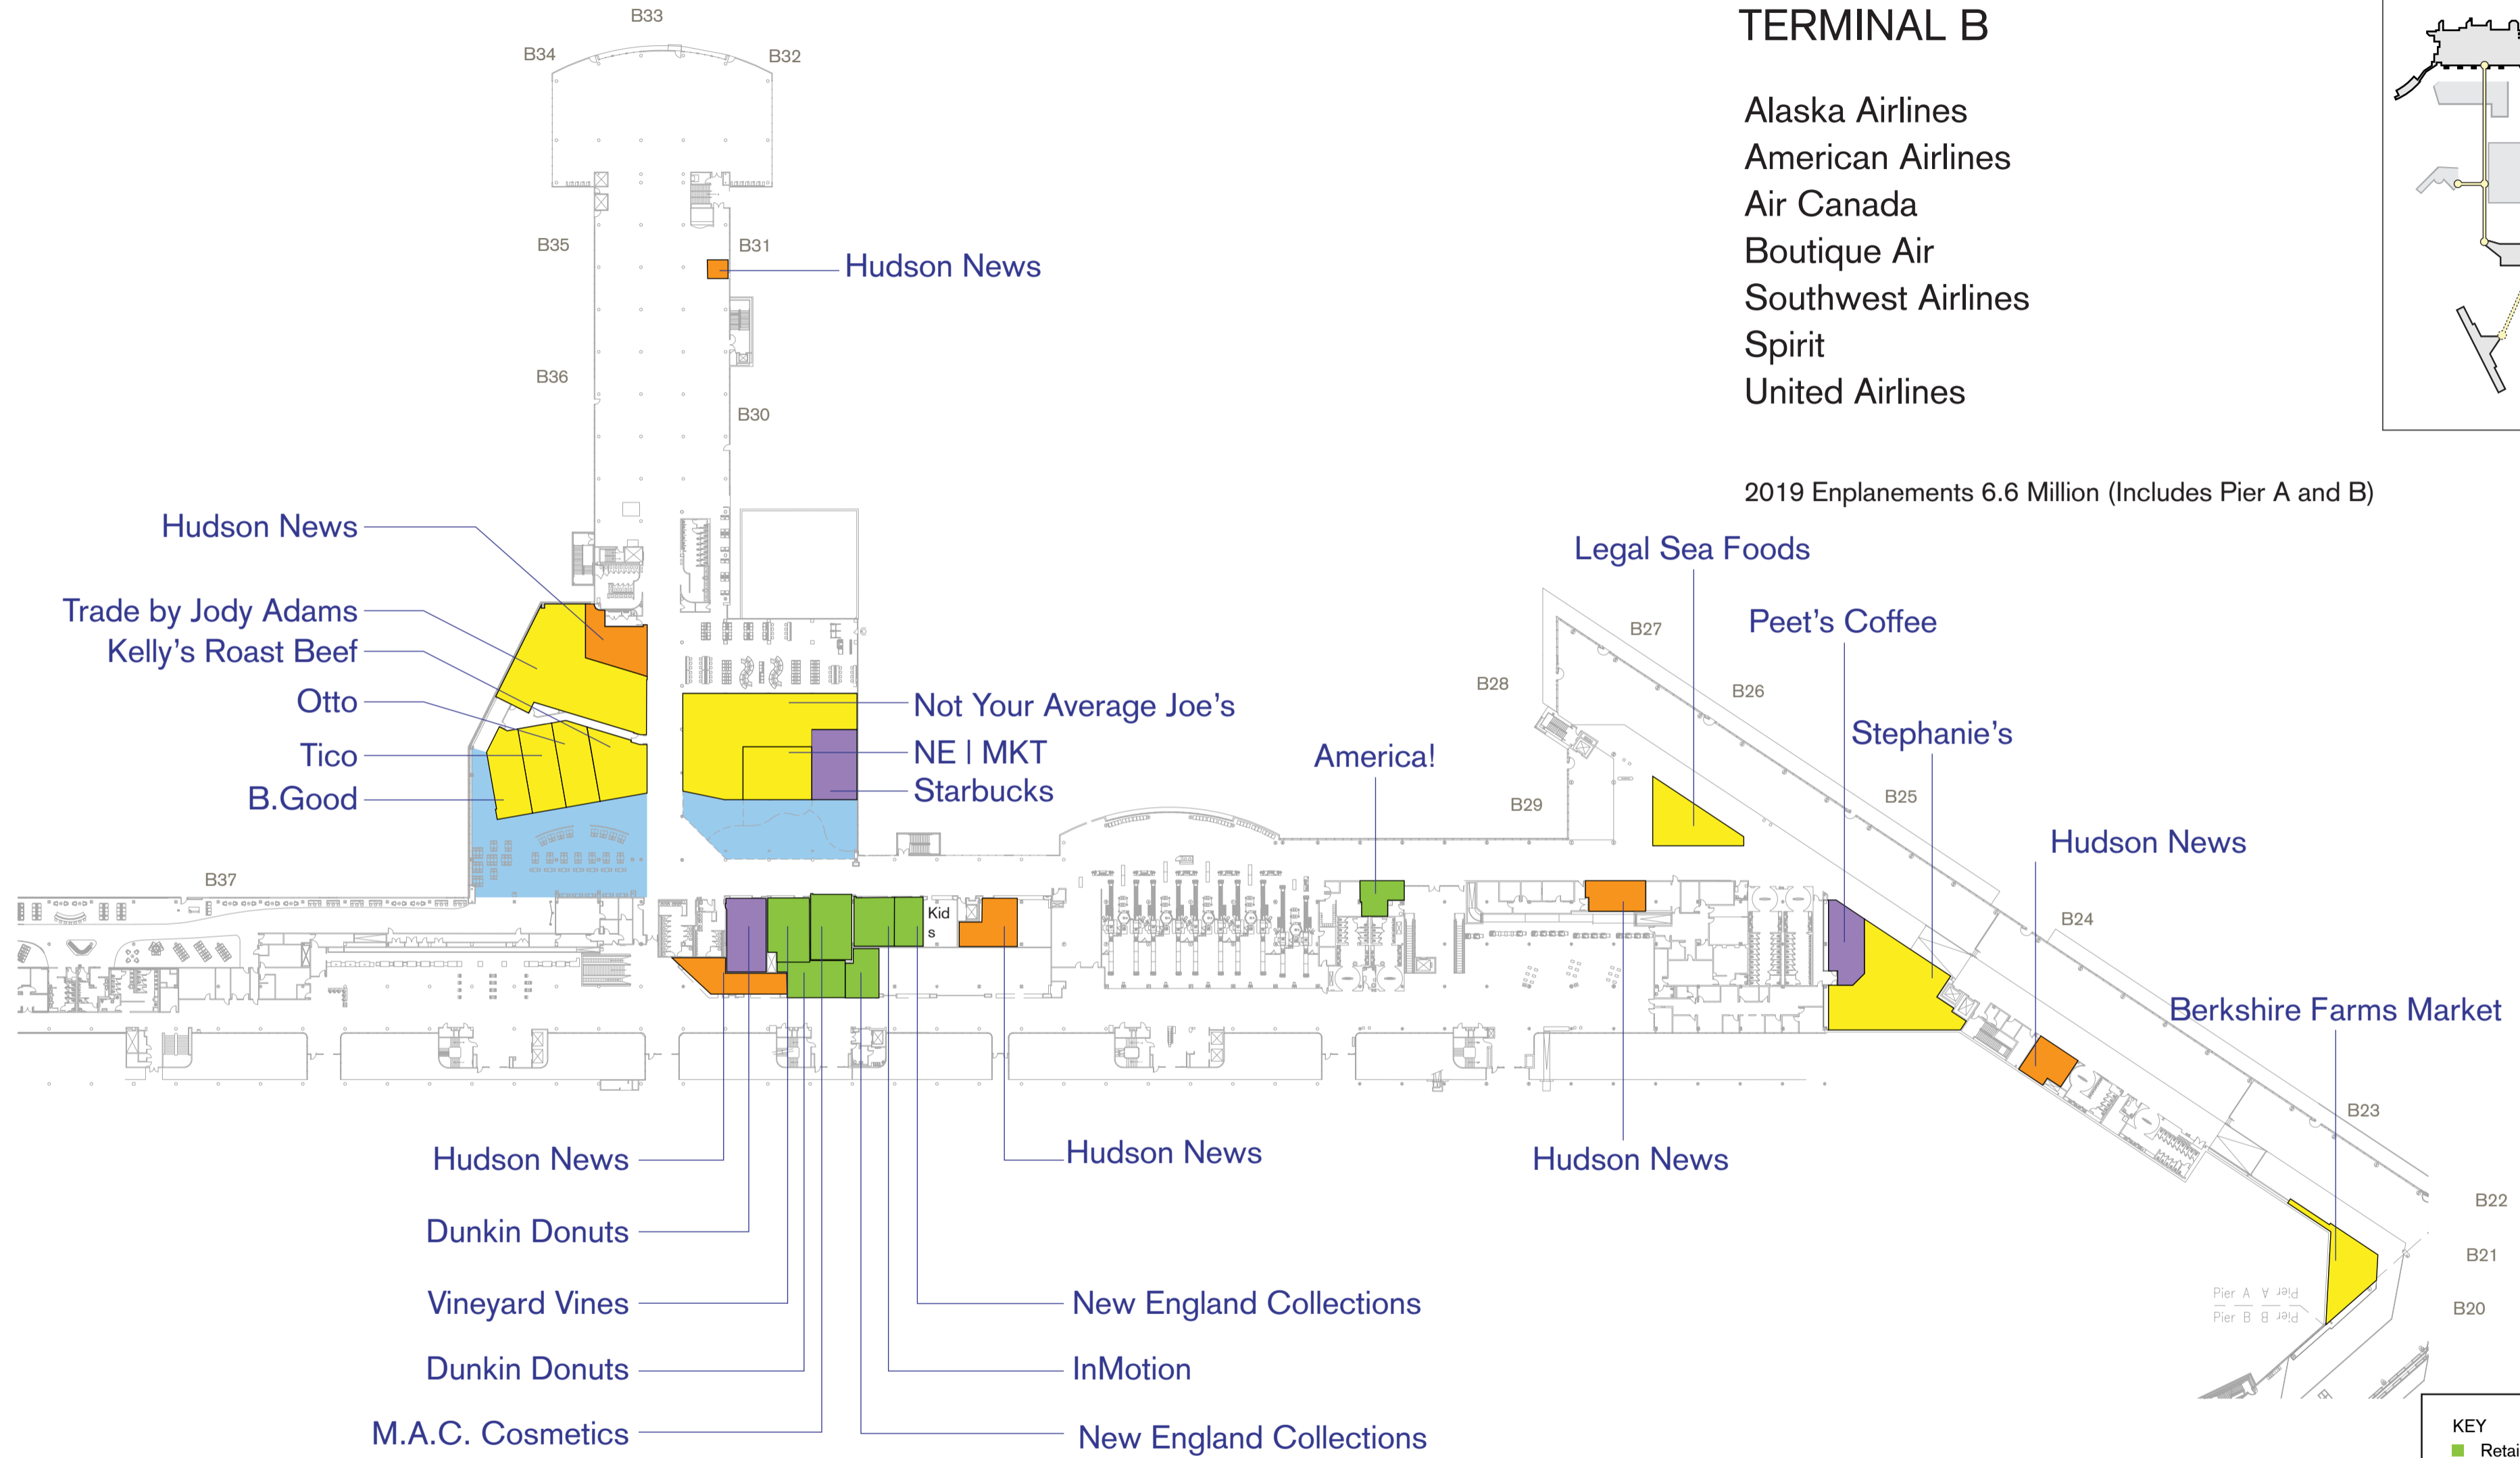 B33
B34
B32
TERMINAL B
Alaska Airlines
American Airlines
Air Canada
Boutique Air
Southwest Airlines
Spirit
United Airlines
2019 Enplanements 6.6 Million (Includes Pier A and B)
B35
B31
Hudson News
B36
B30
Hudson News
Trade by Jody Adams
Kelly's Roast Beef
Otto
Tico
B.Good
Not Your Average Joe's
NE | MKT
Starbucks
Legal Sea Foods
Peet's Coffee
Stephanie's
America!
B27
B28
B26
B29
B25
Hudson News
B24
B37
Kid
s
Berkshire Farms Market
B23
Hudson News
Hudson News
Hudson News
Dunkin Donuts
Vineyard Vines
New England Collections
Dunkin Donuts
InMotion
M.A.C. Cosmetics
New England Collections
B22
B21
B20
Pier A Pier A
Pier B Pier B
KEY
Retai